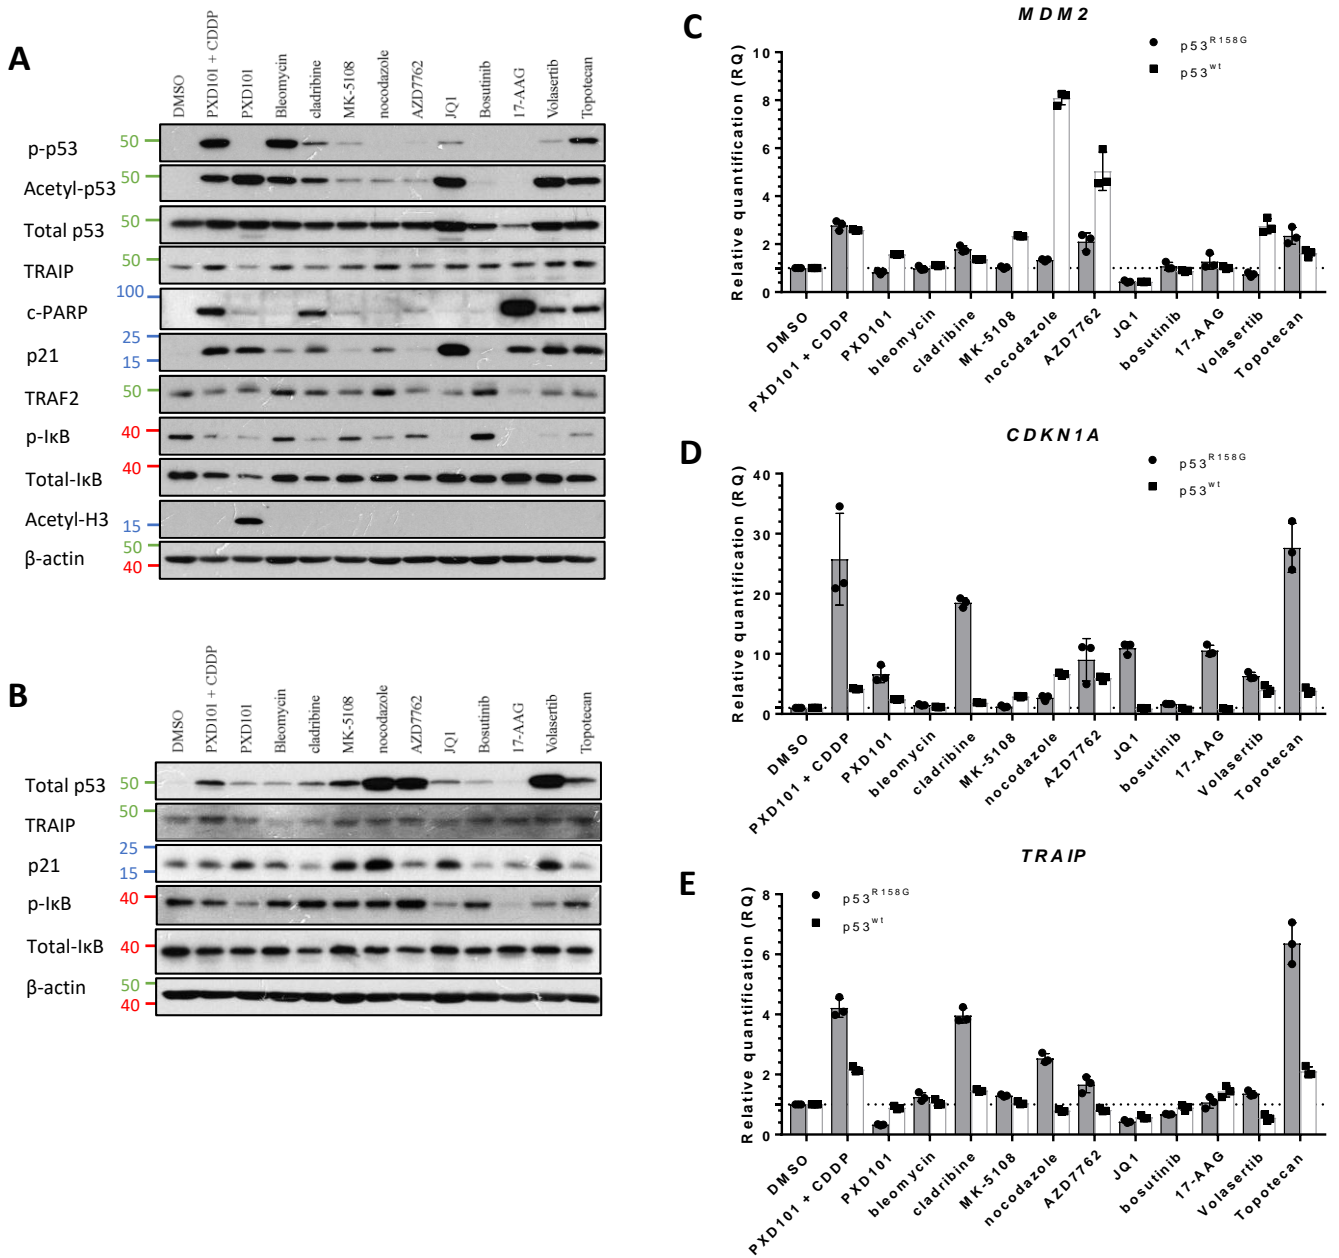 A
DMSO
PXD101 + CDDP
PXD101
Bleomycin
cladribine
MK-5108
nocodazole
AZD7762
JQ1
Bosutinib
17-AAG
Volasertib
Topotecan
p-p53 50
Acetyl-p53 50
Total p53 50
TRAIP 50
c-PARP 100
p21 25
15
TRAF2 50
p-IκB 40
Total-IκB 40
Acetyl-H3 15
β-actin 50
40
B
DMSO
PXD101 + CDDP
PXD101
Bleomycin
cladribine
MK-5108
nocodazole
AZD7762
JQ1
Bosutinib
17-AAG
Volasertib
Topotecan
Total p53 50
TRAIP 50
p21 25
15
p-IκB 40
Total-IκB 40
β-actin 50
40
C
MDM2
p53R158G
p53wt
Relative quantification (RQ)
10
8
6
4
2
0
DMSO
PXD101 + CDDP
PXD101
bleomycin
cladribine
MK-5108
nocodazole
AZD7762
JQ1
bosutinib
17-AAG
Volasertib
Topotecan
D
CDKN1A
p53R158G
p53wt
Relative quantification (RQ)
40
30
20
10
0
DMSO
PXD101 + CDDP
PXD101
bleomycin
cladribine
MK-5108
nocodazole
AZD7762
JQ1
bosutinib
17-AAG
Volasertib
Topotecan
E
TRAIP
p53R158G
p53wt
Relative quantification (RQ)
8
6
4
2
0
DMSO
PXD101 + CDDP
PXD101
bleomycin
cladribine
MK-5108
nocodazole
AZD7762
JQ1
bosutinib
17-AAG
Volasertib
Topotecan